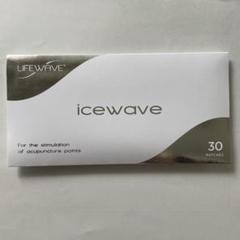 LIFEWAVE®
icewave
For the stimulation
of acupuncture points
30
PATCHES